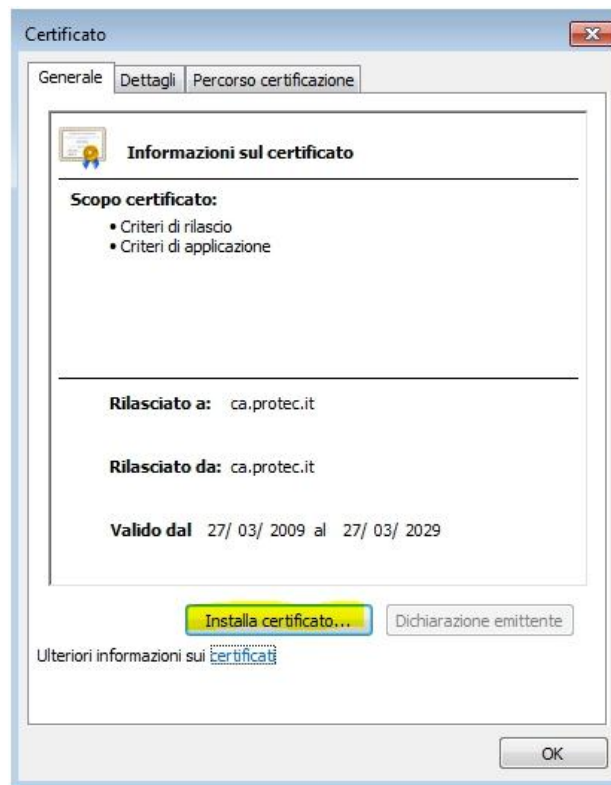 Certificato
Generale Dettagli Percorso certificazione
Informazioni sul certificato
Scopo certificato:
• Criteri di rilascio
• Criteri di applicazione
Rilasciato a: ca.protec.it
Rilasciato da: ca.protec.it
Valido dal 27/ 03/ 2009 al 27/ 03/ 2029
Installa certificato... Dichiarazione emittente
Ulteriori informazioni sui certificati
OK